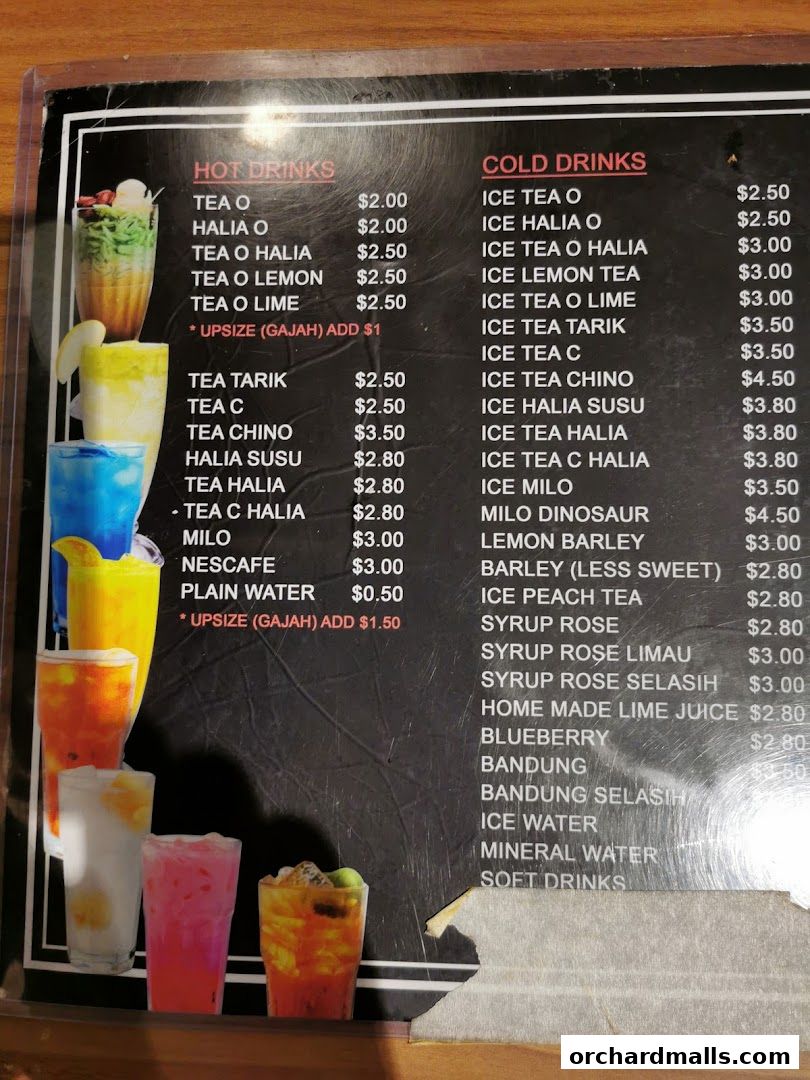 HOT DRINKS
TEA O $2.00
HALIA O $2.00
TEA O HALIA $2.50
TEA O LEMON $2.50
TEA O LIME $2.50
* UPSIZE (GAJAH) ADD $1
TEA TARIK $2.50
TEA C $2.50
TEA CHINO $3.50
HALIA SUSU $2.80
TEA HALIA $2.80
TEA C HALIA $2.80
MILO $3.00
NESCAFE $3.00
PLAIN WATER $0.50
* UPSIZE (GAJAH) ADD $1.50
COLD DRINKS
ICE TEA O $2.50
ICE HALIA O $2.50
ICE TEA O HALIA $3.00
ICE LEMON TEA $3.00
ICE TEA O LIME $3.00
ICE TEA TARIK $3.50
ICE TEA C $3.50
ICE TEA CHINO $4.50
ICE HALIA SUSU $3.80
ICE TEA HALIA $3.80
ICE TEA C HALIA $3.80
ICE MILO $3.50
MILO DINOSAUR $4.50
LEMON BARLEY $3.00
BARLEY (LESS SWEET) $2.80
ICE PEACH TEA $2.80
SYRUP ROSE $2.80
SYRUP ROSE LIMAU $3.00
SYRUP ROSE SELASIH $3.00
HOME MADE LIME JUICE $2.80
BLUEBERRY $2.80
BANDUNG
BANDUNG SELASIH
ICE WATER
MINERAL WATER
SOFT DRINKS
orchardmalls.com